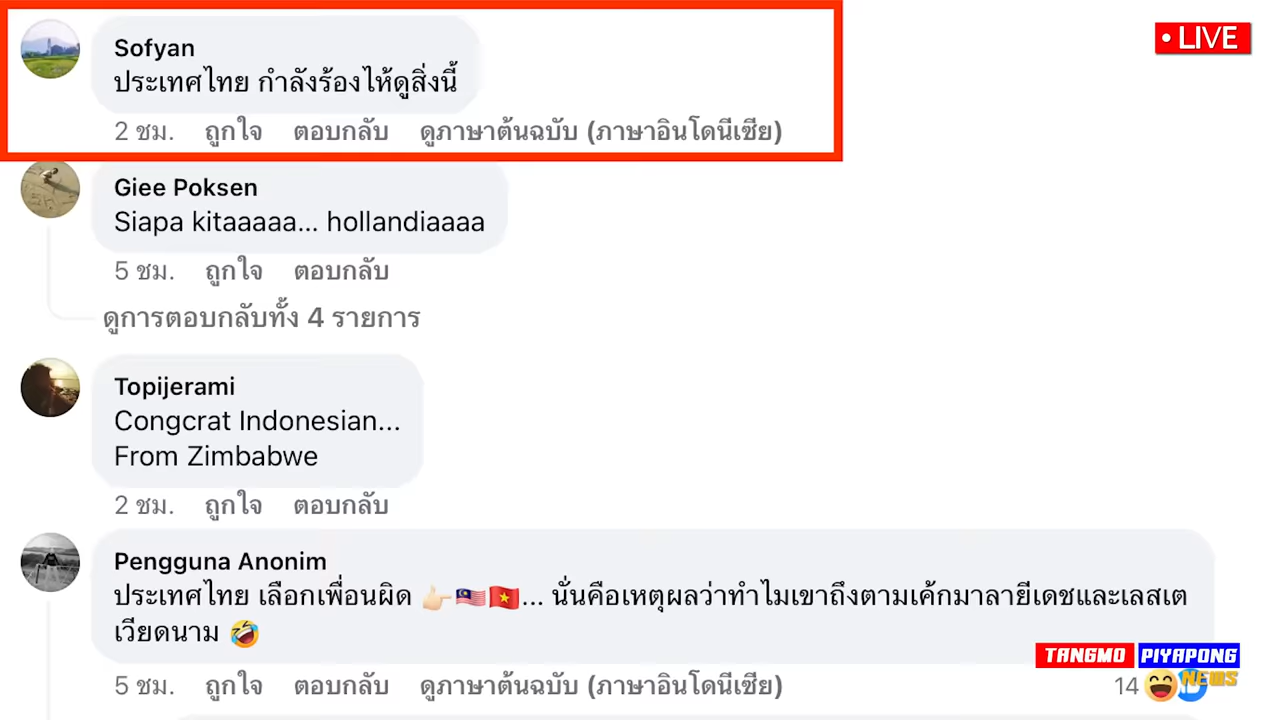 • LIVE
Sofyan
ประเทศไทย กำลังร้องไห้ดูสิ่งนี้
2 ชม. ถูกใจ ตอบกลับ ดูภาษาต้นฉบับ (ภาษาอินโดนีเซีย)
Giee Poksen
Siapa kitaaaaa... hollandiaaaa
5 ชม. ถูกใจ ตอบกลับ
ดูการตอบกลับทั้ง 4 รายการ
Topijerami
Congcrat Indonesian...
From Zimbabwe
2 ชม. ถูกใจ ตอบกลับ
Pengguna Anonim
ประเทศไทย เลือกเพื่อนผิด 👉🏻🇲🇾🇻🇳... นั่นคือเหตุผลว่าทำไมเขาถึงตามเค้กมาลายีเดชและเลสเต
เวียดนาม 🤣
5 ชม. ถูกใจ ตอบกลับ ดูภาษาต้นฉบับ (ภาษาอินโดนีเซีย) 14
TANGMO PIYAPONG
NEWS